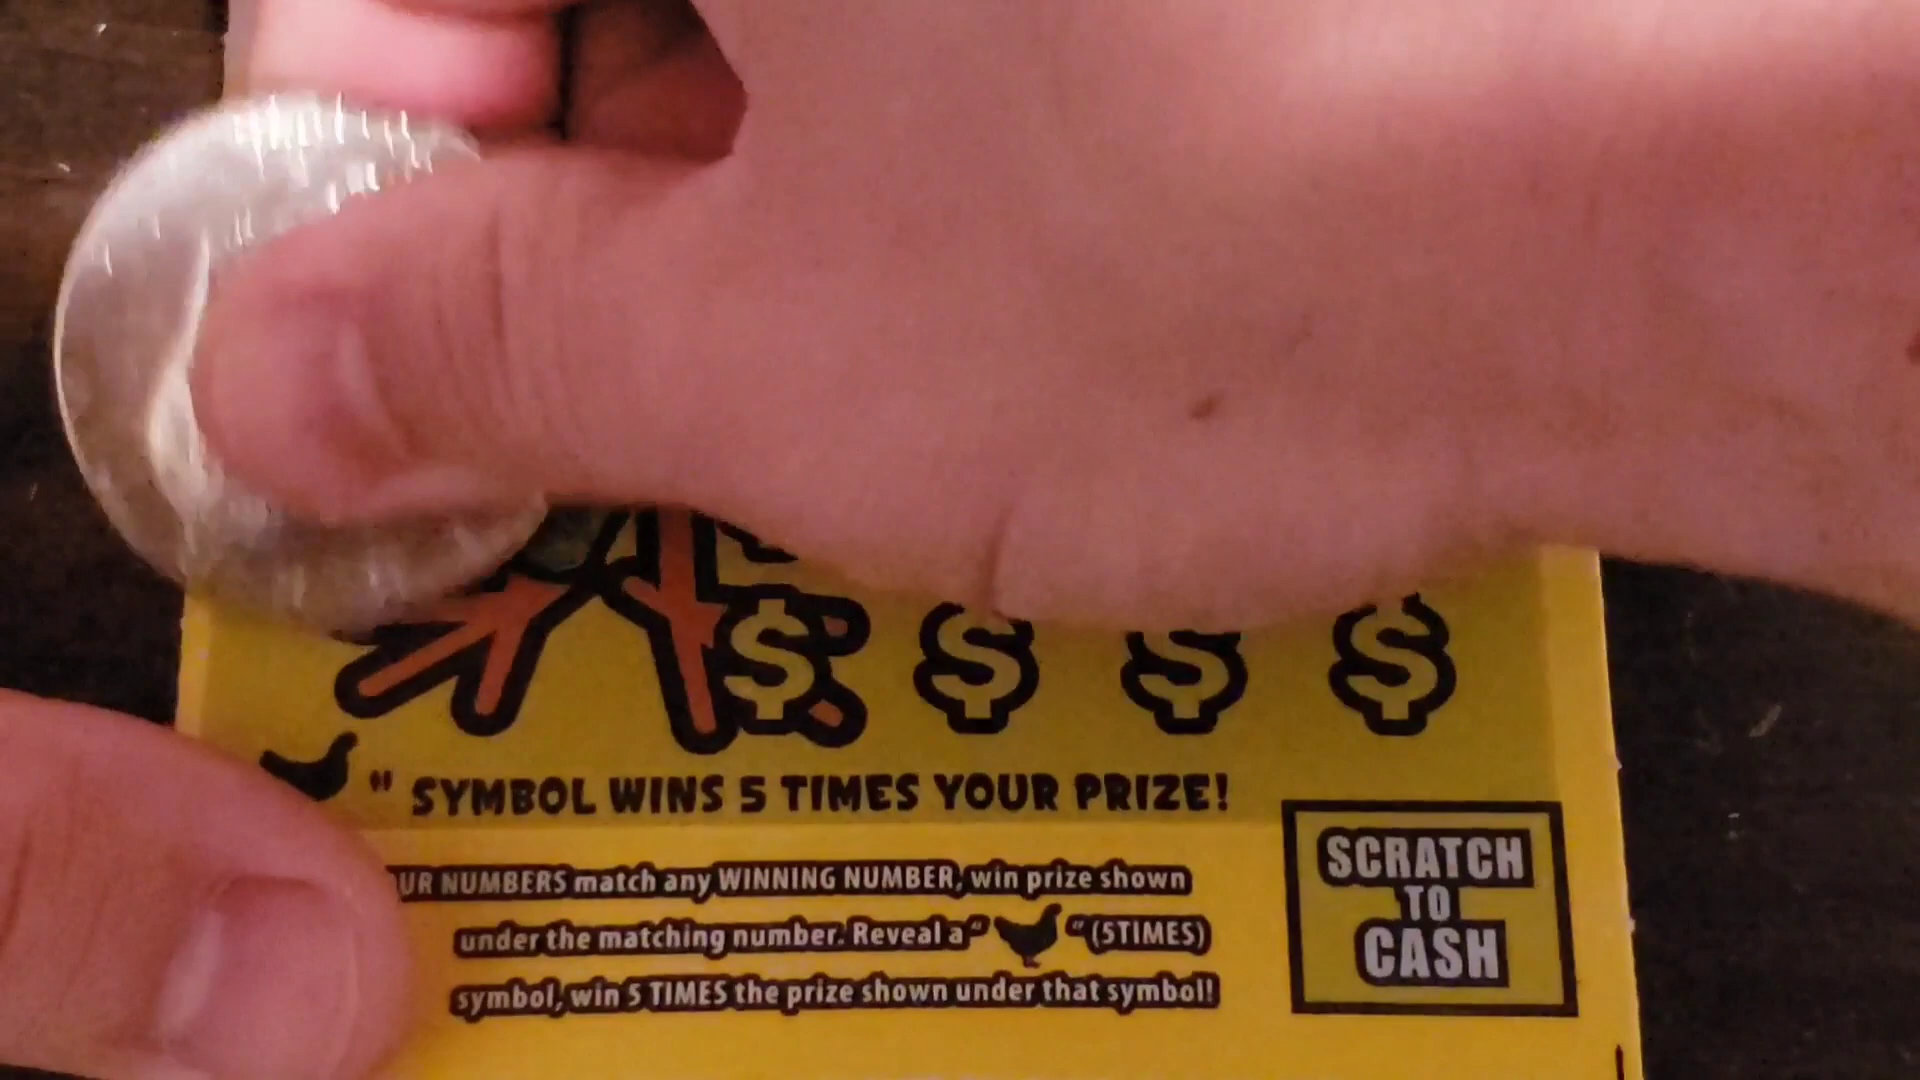 $ $ $ $
" SYMBOL WINS 5 TIMES YOUR PRIZE!
UR NUMBERS match any WINNING NUMBER, win prize shown
under the matching number. Reveal a " " (5TIMES)
symbol, win 5 TIMES the prize shown under that symbol!
SCRATCH
TO
CASH